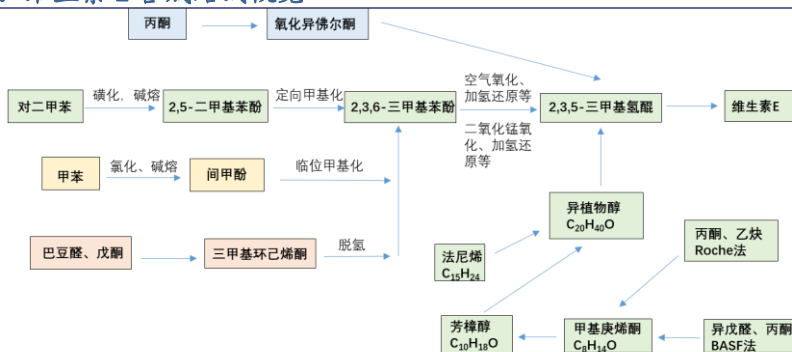 丙酮
氧化异佛尔酮
空气氧化、
加氢还原等
对二甲苯
磺化，碱熔
2,5-二甲基苯酚
定向甲基化
2,3,6-三甲基苯酚
2,3,5-三甲基氢醌
维生素E
二氧化锰氧
化、加氢还
原等
甲苯
氯化、碱熔
间甲酚
临位甲基化
异植物醇
C₂₀H₄₀O
巴豆醛、戊酮
三甲基环己烯酮
脱氢
法尼烯
C₁₅H₂₄
丙酮、乙炔
Roche法
芳樟醇
C₁₀H₁₈O
甲基庚烯酮
C₈H₁₄O
异戊醛、丙酮
BASF法